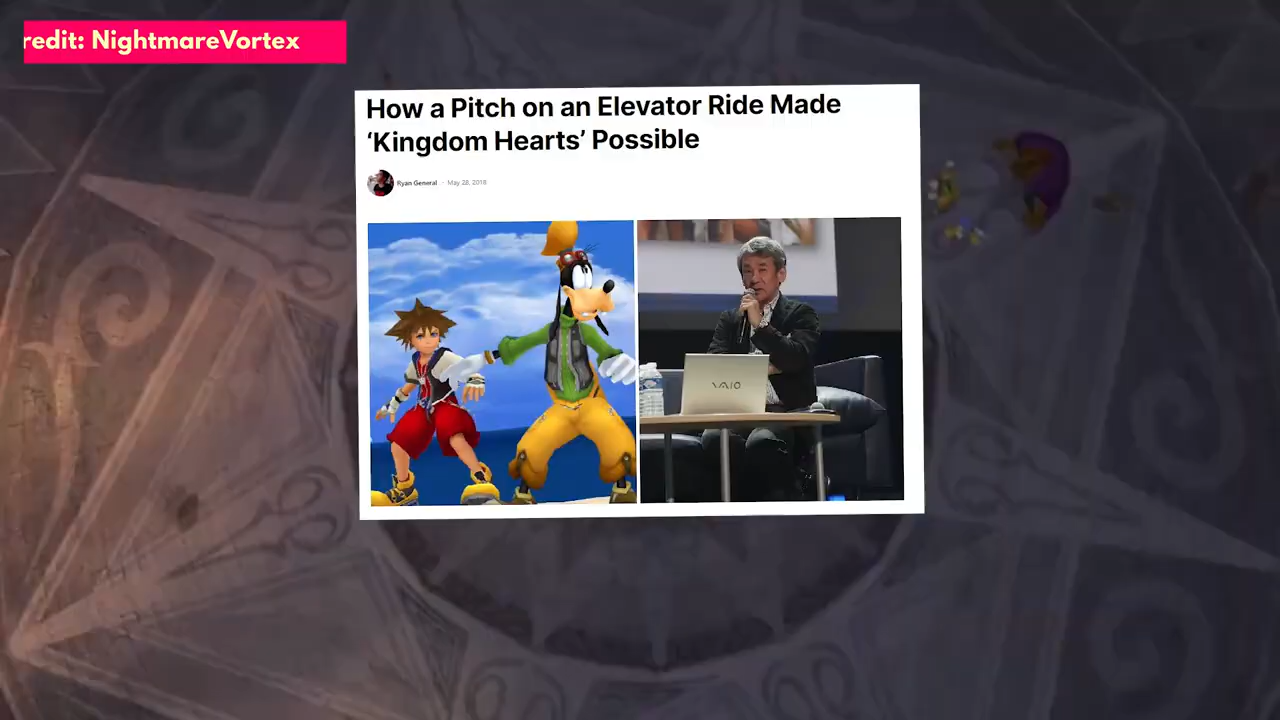 redit: NightmareVortex
How a Pitch on an Elevator Ride Made
‘Kingdom Hearts’ Possible
Ryan General · May 28, 2018
VAIO